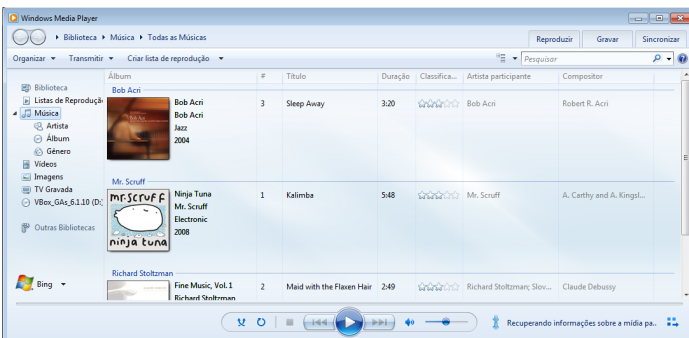 Windows Media Player
Biblioteca ▸ Música ▸ Todas as Músicas
Reproduzir Gravar Sincronizar
Organizar Transmitir Criar lista de reprodução Pesquisar
Álbum # Título Duração Classifica... Artista participante Compositor
Biblioteca
Listas de Reproduçã
Música
Artista
Álbum
Gênero
Vídeos
Imagens
TV Gravada
VBox_GAs_6.1.10 (D:)
Outras Bibliotecas
Bing
Bob Acri
Bob Acri 3 Sleep Away 3:20 Bob Acri Robert R. Acri
Bob Acri
Jazz
2004
Mr. Scruff
mr.scruff
ninja tuna
Ninja Tuna 1 Kalimba 5:48 Mr. Scruff A. Carthy and A. Kingsl...
Mr. Scruff
Electronic
2008
Richard Stoltzman
Fine Music, Vol. 1 2 Maid with the Flaxen Hair 2:49 Richard Stoltzman; Slov... Claude Debussy
Richard Stoltzman
Recuperando informações sobre a mídia pa..